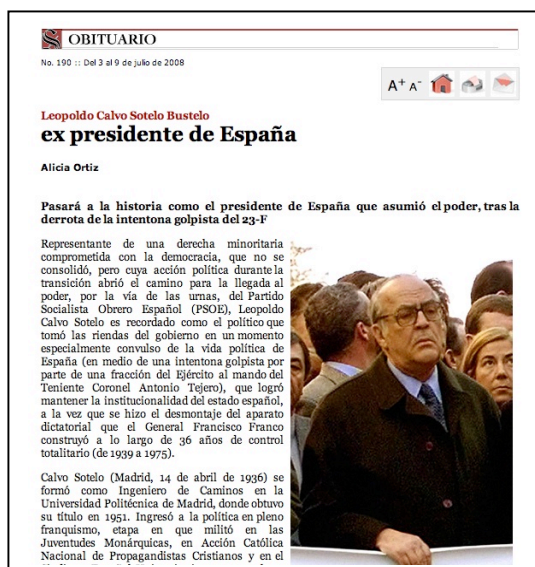 S OBITUARIO
No. 190 :: Del 3 al 9 de julio de 2008
A+ A-
Leopoldo Calvo Sotelo Bustelo
ex presidente de España
Alicia Ortiz
Pasará a la historia como el presidente de España que asumió el poder, tras la
derrota de la intentona golpista del 23-F
Representante de una derecha minoritaria
comprometida con la democracia, que no se
consolidó, pero cuya acción política durante la
transición abrió el camino para la llegada al
poder, por la vía de las urnas, del Partido
Socialista Obrero Español (PSOE), Leopoldo
Calvo Sotelo es recordado como el político que
tomó las riendas del gobierno en un momento
especialmente convulso de la vida política de
España (en medio de una intentona golpista por
parte de una fracción del Ejército al mando del
Teniente Coronel Antonio Tejero), que logró
mantener la institucionalidad del estado español,
a la vez que se hizo el desmontaje del aparato
dictatorial que el General Francisco Franco
construyó a lo largo de 36 años de control
totalitario (de 1939 a 1975).
Calvo Sotelo (Madrid, 14 de abril de 1936) se
formó como Ingeniero de Caminos en la
Universidad Politécnica de Madrid, donde obtuvo
su título en 1951. Ingresó a la política en pleno
franquismo, etapa en que militó en las
Juventudes Monárquicas, en Acción Católica
Nacional de Propagandistas Cristianos y en el